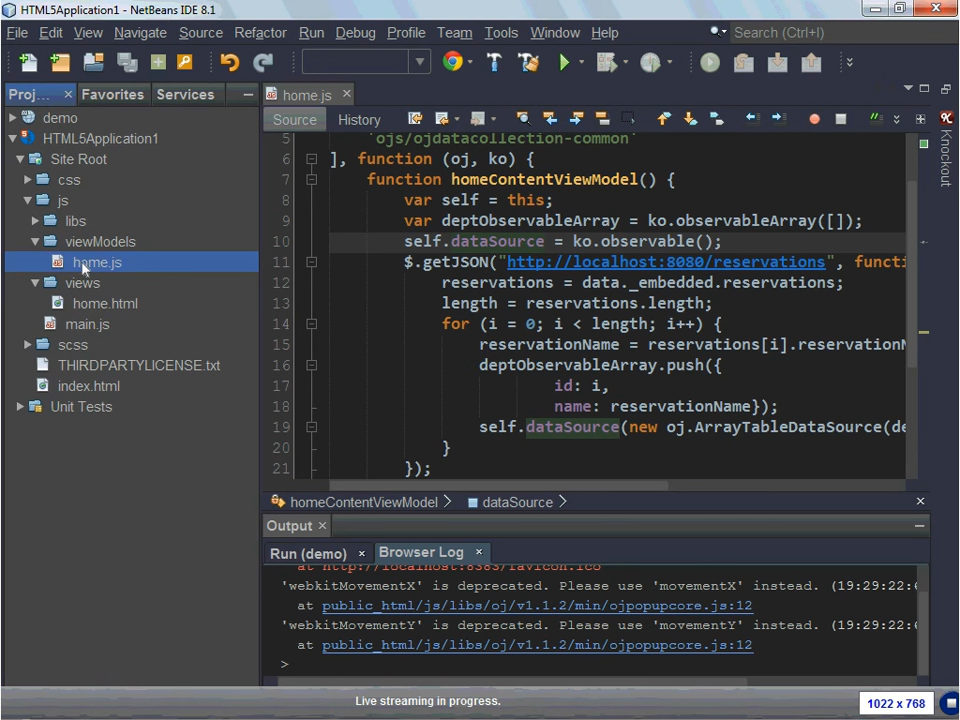 HTML5Application1 - NetBeans IDE 8.1
File Edit View Navigate Source Refactor Run Debug Profile Team Tools Window Help
Search (Ctrl+I)
Proj... × Favorites Services
home.js ×
Source History
demo
HTML5Application1
Site Root
css
js
libs
viewModels
home.js
views
home.html
main.js
scss
THIRDPARTYLICENSE.txt
index.html
Unit Tests
5 'ojs/ojdatacollection-common'
6 ], function (oj, ko) {
7 function homeContentViewModel() {
8 var self = this;
9 var deptObservableArray = ko.observableArray([]);
10 self.dataSource = ko.observable();
11 $.getJSON("http://localhost:8080/reservations", functi
12 reservations = data._embedded.reservations;
13 length = reservations.length;
14 for (i = 0; i < length; i++) {
15 reservationName = reservations[i].reservationN
16 deptObservableArray.push({
17 id: i,
18 name: reservationName});
19 self.dataSource(new oj.ArrayTableDataSource(de
20 }
21 });
Knockout
homeContentViewModel > dataSource >
Output ×
Run (demo) × Browser Log ×
at http://localhost:8383/favicon.ico
'webkitMovementX' is deprecated. Please use 'movementX' instead. (19:29:22:
at public_html/js/libs/oj/v1.1.2/min/ojpopupcore.js:12
'webkitMovementY' is deprecated. Please use 'movementY' instead. (19:29:22:
at public_html/js/libs/oj/v1.1.2/min/ojpopupcore.js:12
>
Live streaming in progress.
1022 x 768